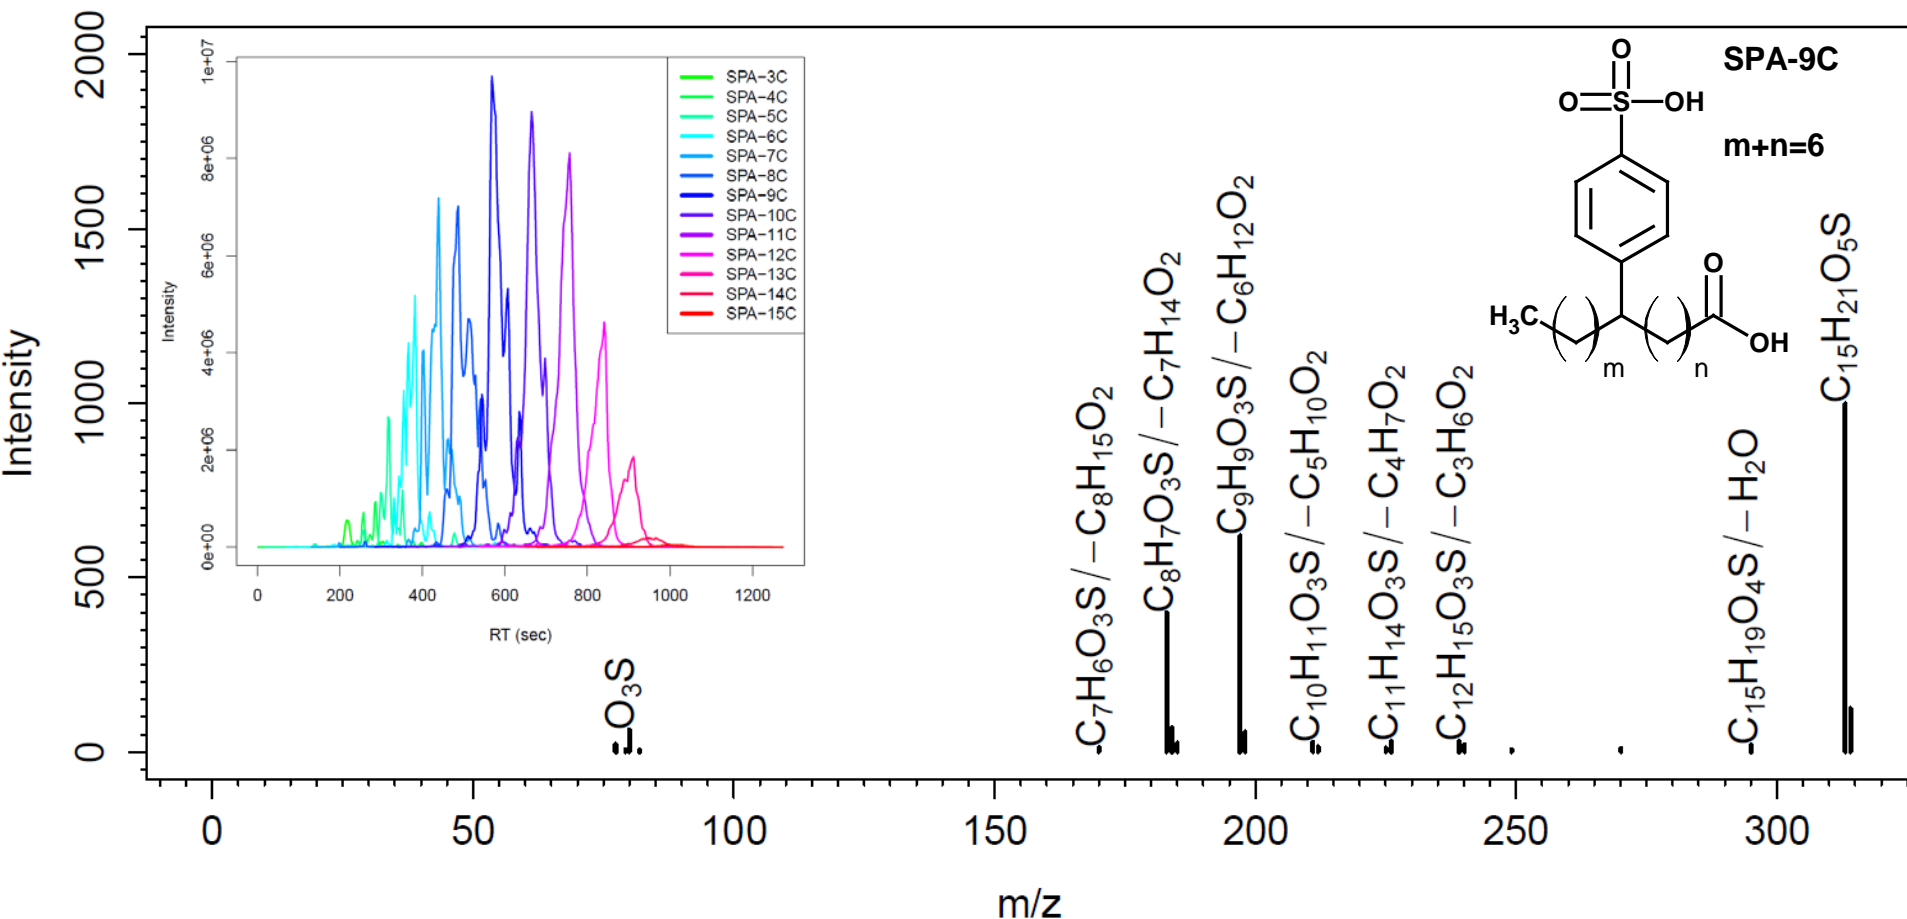 Intensity
2000
1500
1000
500
0
0
50
100
150
200
250
300
m/z
Intensity
1e+07
8e+06
6e+06
4e+06
2e+06
0e+00
0
200
400
600
800
1000
1200
RT (sec)
SPA−3C
SPA−4C
SPA−5C
SPA−6C
SPA−7C
SPA−8C
SPA−9C
SPA−10C
SPA−11C
SPA−12C
SPA−13C
SPA−14C
SPA−15C
O3S
C7H6O3S/−C8H15O2
C8H7O3S/−C7H14O2
C9H9O3S/−C6H12O2
C10H11O3S/−C5H10O2
C11H14O3S/−C4H7O2
C12H15O3S/−C3H6O2
C15H19O4S/−H2O
C15H21O5S
SPA-9C
m+n=6
O
O
S
OH
O
H3C
OH
m
n